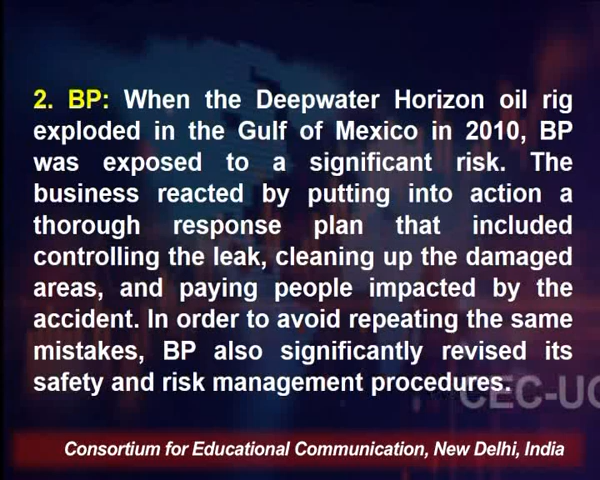 2. BP: When the Deepwater Horizon oil rig
exploded in the Gulf of Mexico in 2010, BP
was exposed to a significant risk. The
business reacted by putting into action a
thorough response plan that included
controlling the leak, cleaning up the damaged
areas, and paying people impacted by the
accident. In order to avoid repeating the same
mistakes, BP also significantly revised its
safety and risk management procedures.
CEC-UG
Consortium for Educational Communication, New Delhi, India